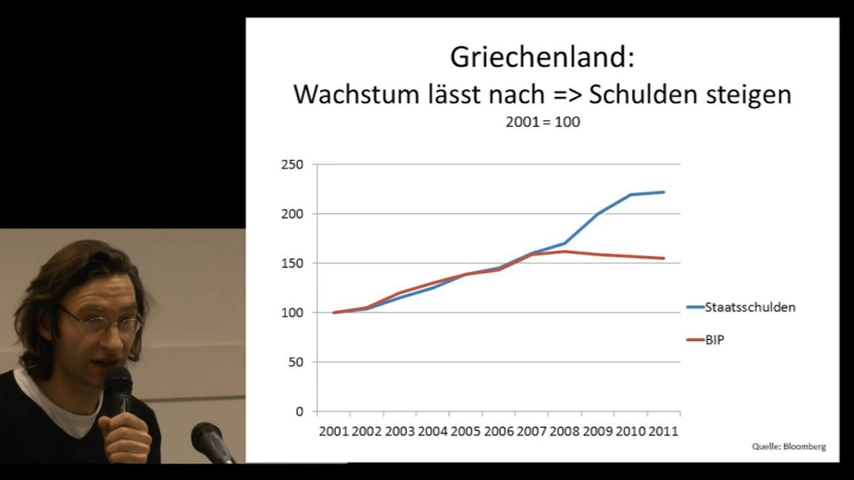 Griechenland:
Wachstum lässt nach => Schulden steigen
2001 = 100
250
200
150
100
50
0
2001 2002 2003 2004 2005 2006 2007 2008 2009 2010 2011
Staatsschulden
BIP
Quelle: Bloomberg